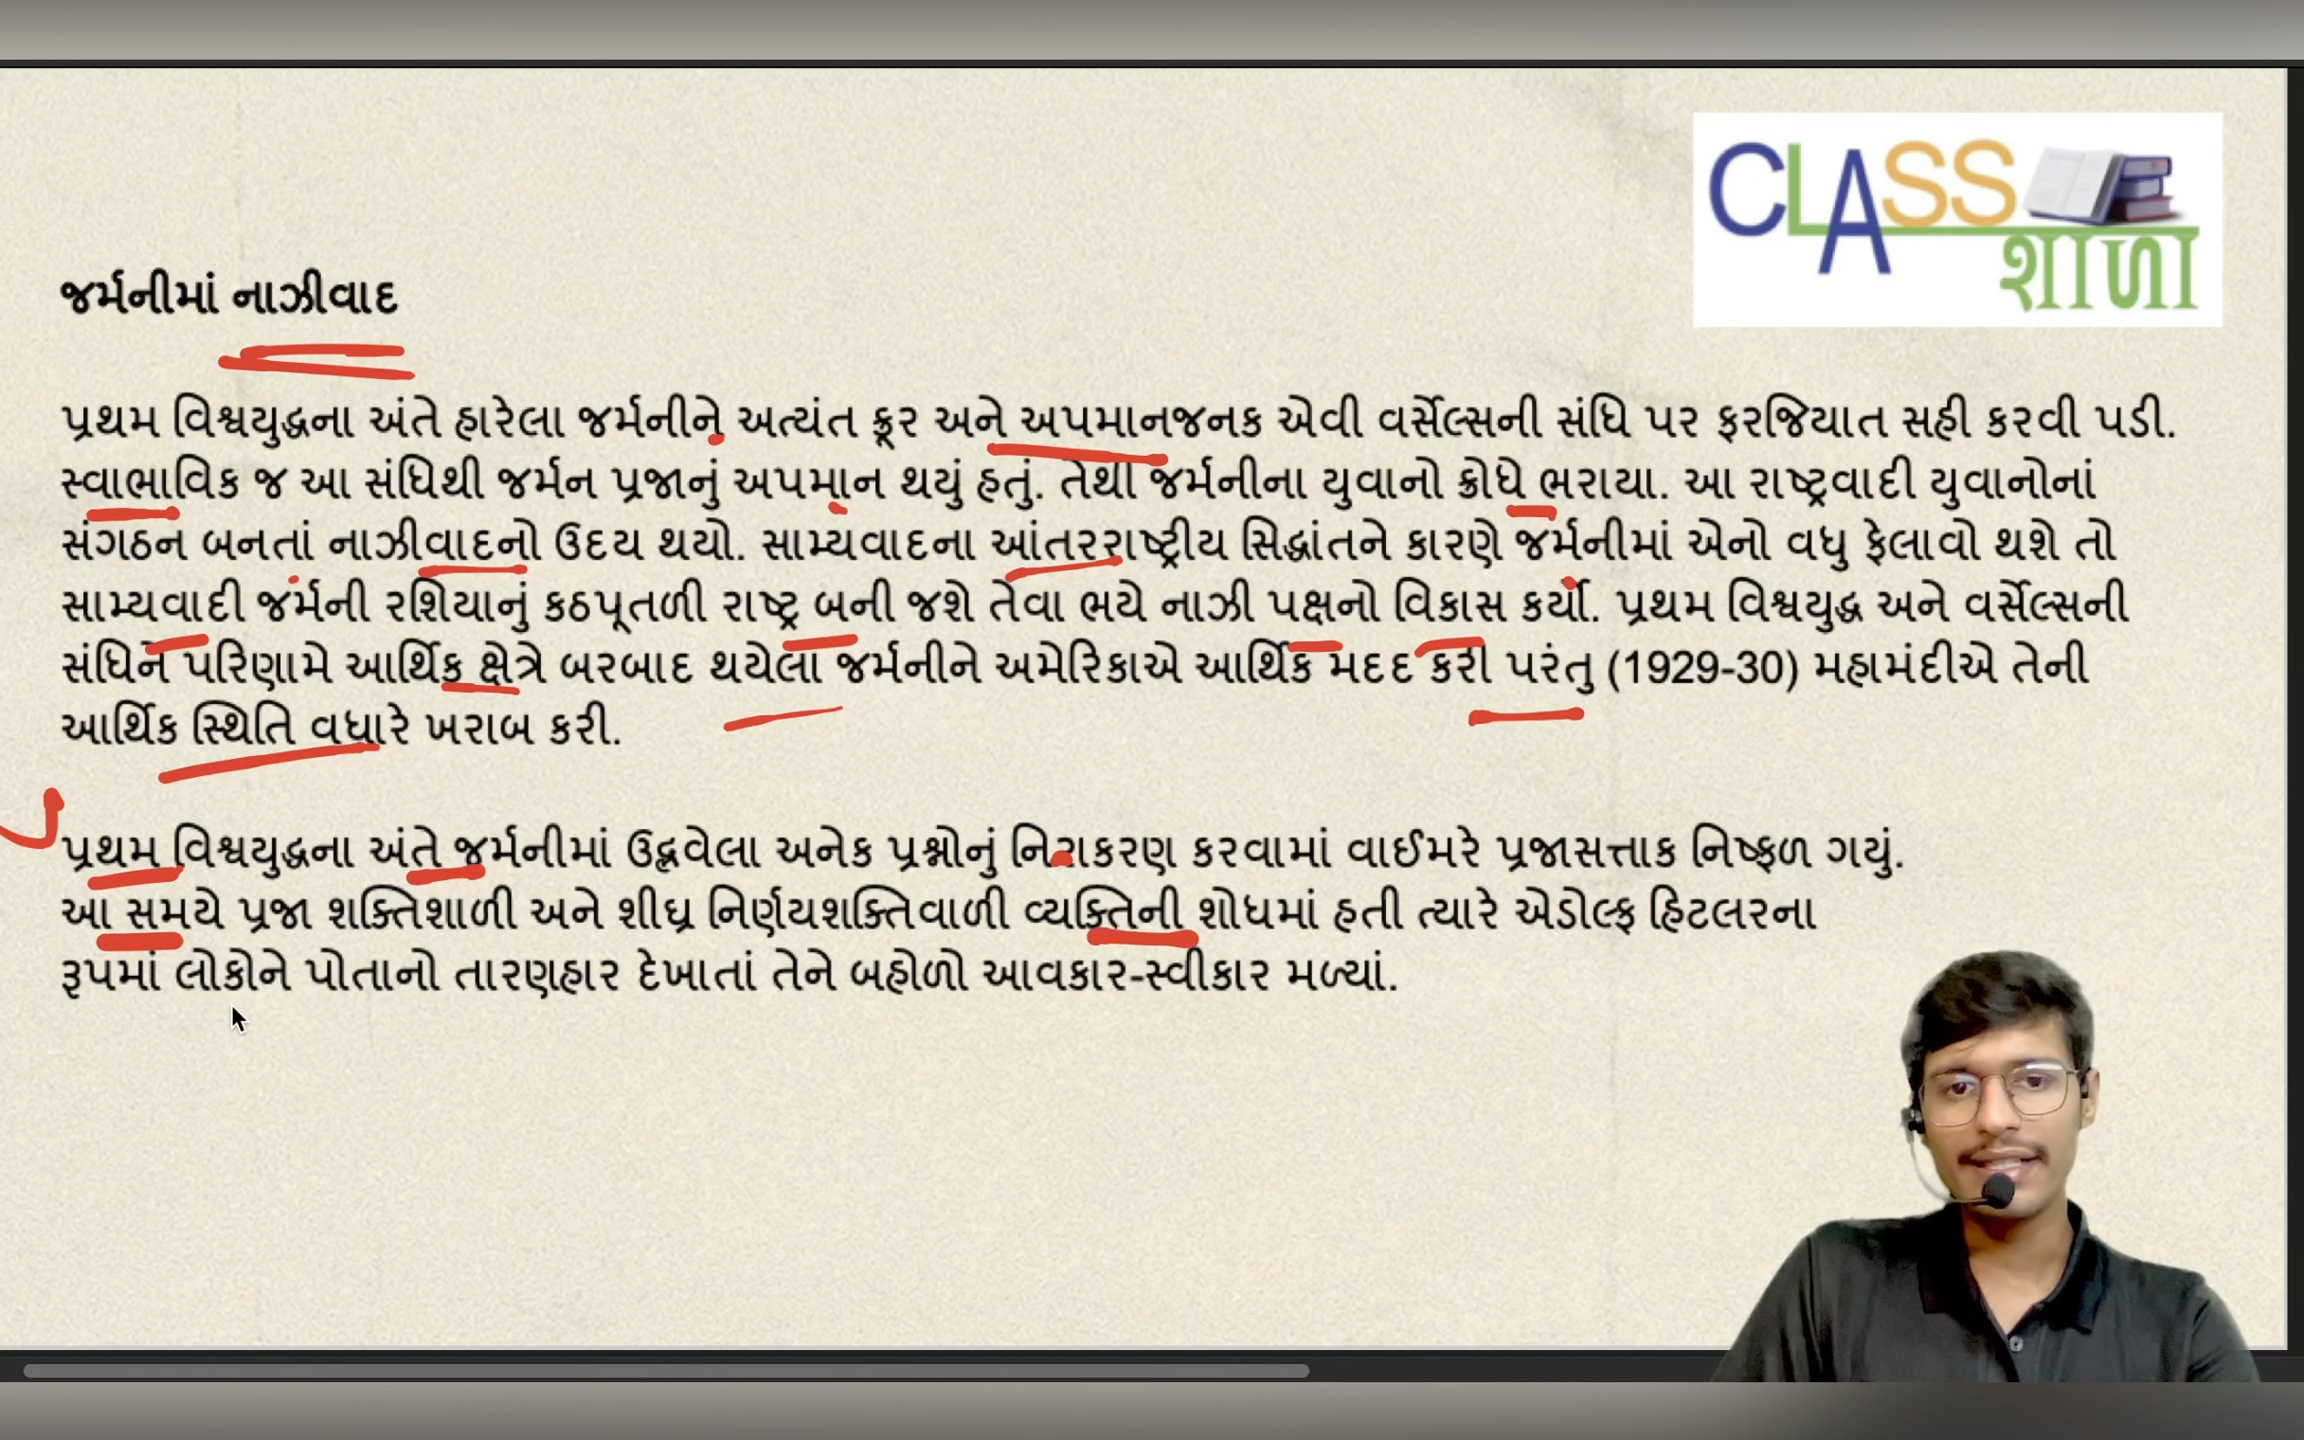 CLASS
શાળા
જર્મનીમાં નાઝીવાદ
પ્રથમ વિશ્વયુદ્ધના અંતે હારેલા જર્મનીને અત્યંત ક્રૂર અને અપમાનજનક એવી વર્સેલ્સની સંધિ પર ફરજિયાત સહી કરવી પડી.
સ્વાભાવિક જ આ સંધિથી જર્મન પ્રજાનું અપમાન થયું હતું. તેથી જર્મનીના યુવાનો ક્રોધે ભરાયા. આ રાષ્ટ્રવાદી યુવાનોનાં
સંગઠન બનતાં નાઝીવાદનો ઉદય થયો. સામ્યવાદના આંતરરાષ્ટ્રીય સિદ્ધાંતને કારણે જર્મનીમાં એનો વધુ ફેલાવો થશે તો
સામ્યવાદી જર્મની રશિયાનું કઠપૂતળી રાષ્ટ્ર બની જશે તેવા ભયે નાઝી પક્ષનો વિકાસ કર્યો. પ્રથમ વિશ્વયુદ્ધ અને વર્સેલ્સની
સંધિને પરિણામે આર્થિક ક્ષેત્રે બરબાદ થયેલા જર્મનીને અમેરિકાએ આર્થિક મદદ કરી પરંતુ (1929-30) મહામંદીએ તેની
આર્થિક સ્થિતિ વધારે ખરાબ કરી.
પ્રથમ વિશ્વયુદ્ધના અંતે જર્મનીમાં ઉદ્ભવેલા અનેક પ્રશ્નોનું નિરાકરણ કરવામાં વાઈમરે પ્રજાસત્તાક નિષ્ફળ ગયું.
આ સમયે પ્રજા શક્તિશાળી અને શીઘ્ર નિર્ણયશક્તિવાળી વ્યક્તિની શોધમાં હતી ત્યારે એડોલ્ફ હિટલરના
રૂપમાં લોકોને પોતાનો તારણહાર દેખાતાં તેને બહોળો આવકાર-સ્વીકાર મળ્યાં.